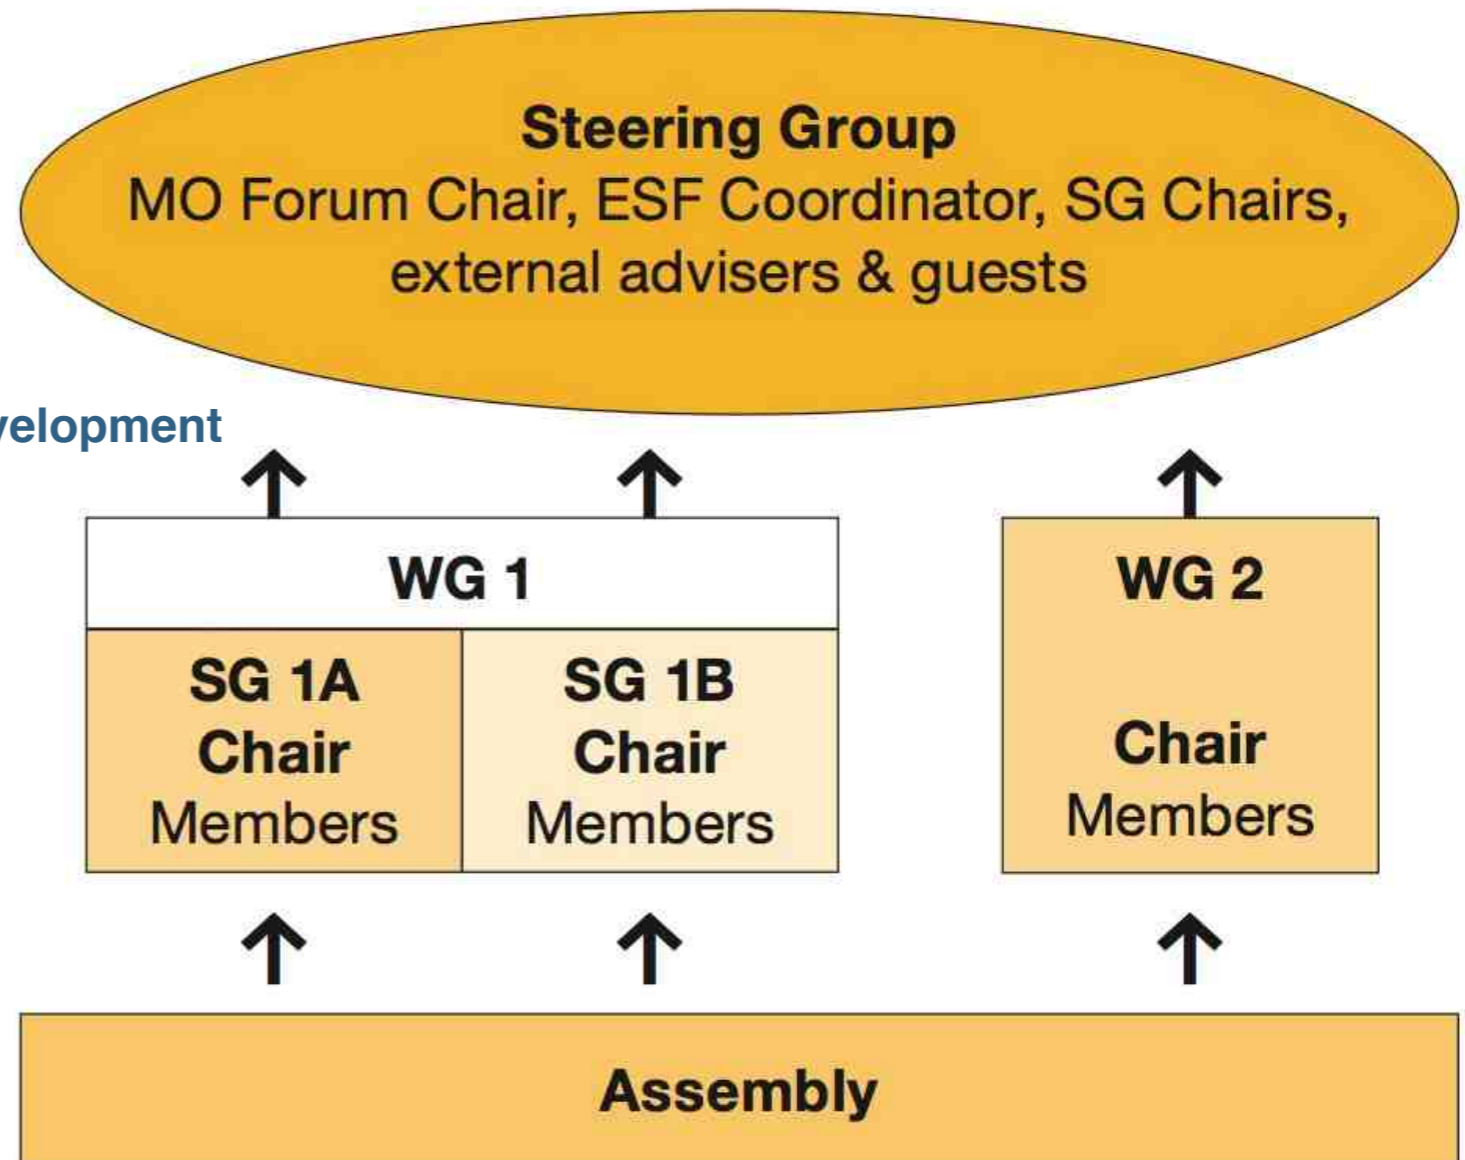 Steering Group
MO Forum Chair, ESF Coordinator, SG Chairs,
external advisers & guests
velopment
WG 1
SG 1A
Chair
Members
SG 1B
Chair
Members
WG 2
Chair
Members
Assembly